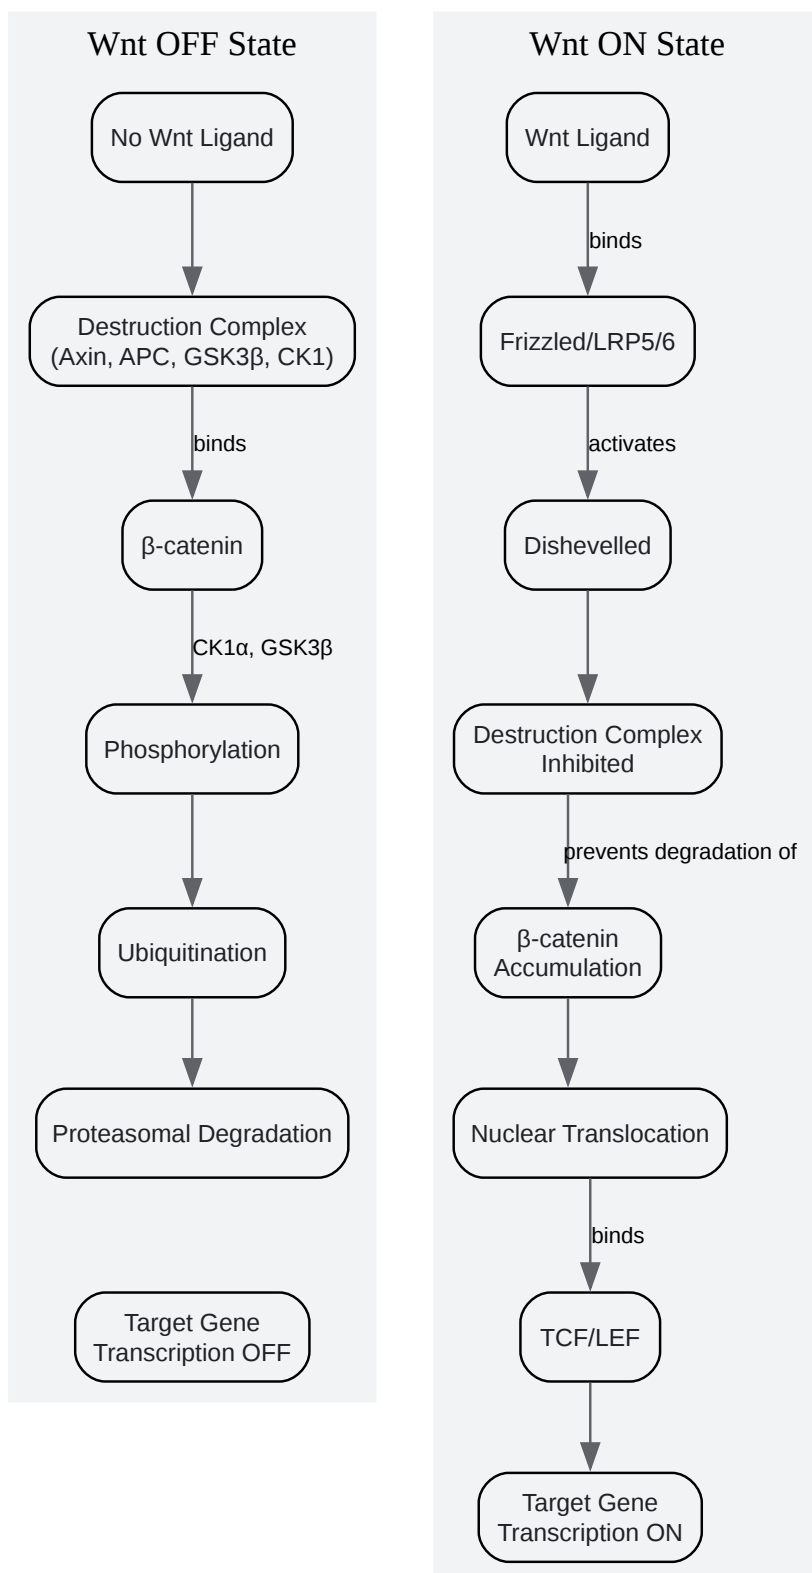 Wnt OFF State
No Wnt Ligand
Destruction Complex
(Axin, APC, GSK3β, CK1)
binds
β-catenin
CK1α, GSK3β
Phosphorylation
Ubiquitination
Proteasomal Degradation
Target Gene
Transcription OFF
Wnt ON State
Wnt Ligand
binds
Frizzled/LRP5/6
activates
Dishevelled
Destruction Complex
Inhibited
prevents degradation of
β-catenin
Accumulation
Nuclear Translocation
binds
TCF/LEF
Target Gene
Transcription ON